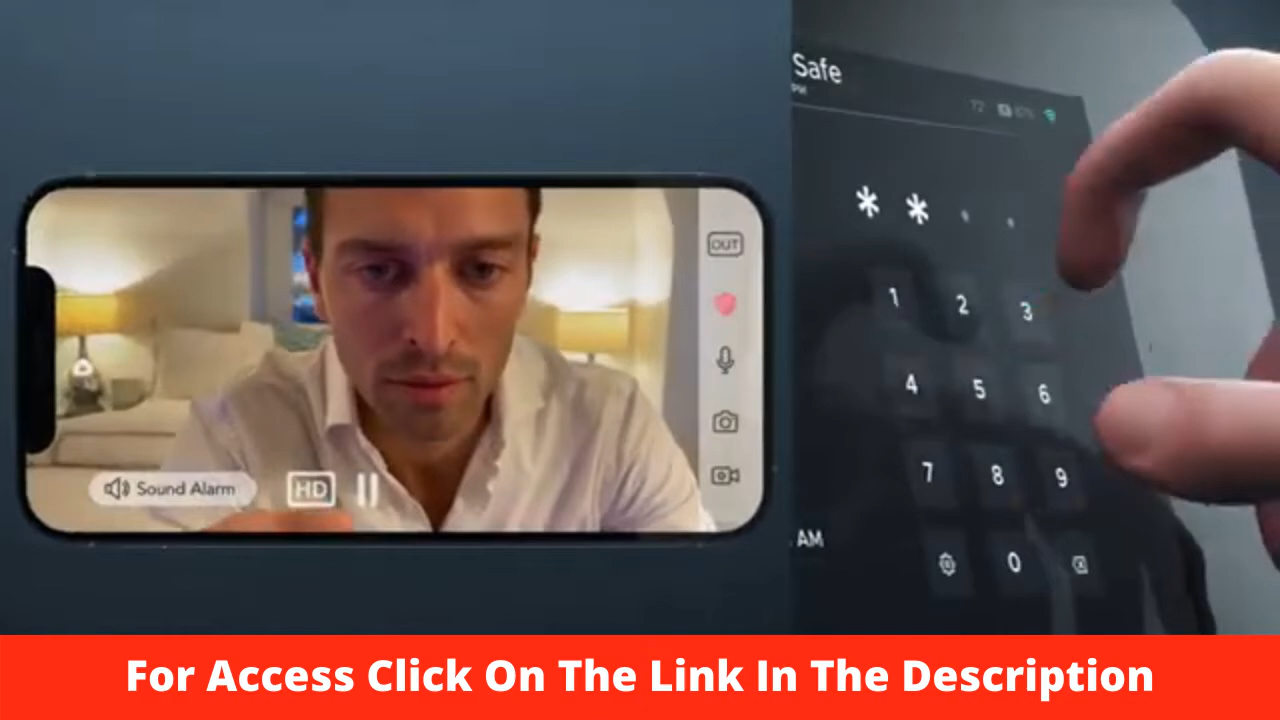 OUT
Sound Alarm
HD
Safe
PM
* *
1 2 3
4 5 6
7 8 9
AM
0
For Access Click On The Link In The Description